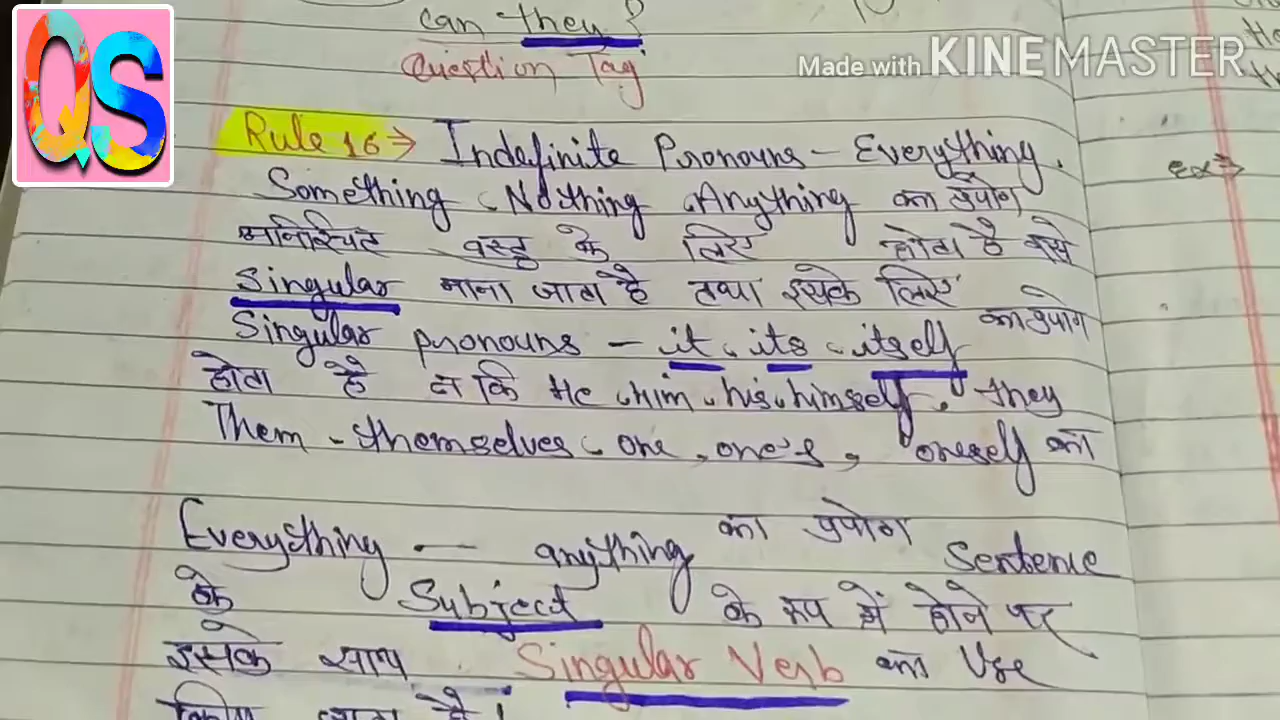 can they?
Question Tag
Made with KINEMASTER
QS
Rule 16 → Indefinite Pronouns - Everything,
ex⇒
Something, Nothing, Anything का प्रयोग
अनिश्चित वस्तु के लिए होता है इसे
Singular माना जाता है तथा इसके लिए
Singular pronouns - it, its, itself का प्रयोग
होता है न कि He, him, his, himself, they
Them, themselves, one, one's, oneself का
Everything - anything का प्रयोग Sentence
के Subject के रूप में होने पर
इसके साथ Singular Verb का Use
किया जाता है।